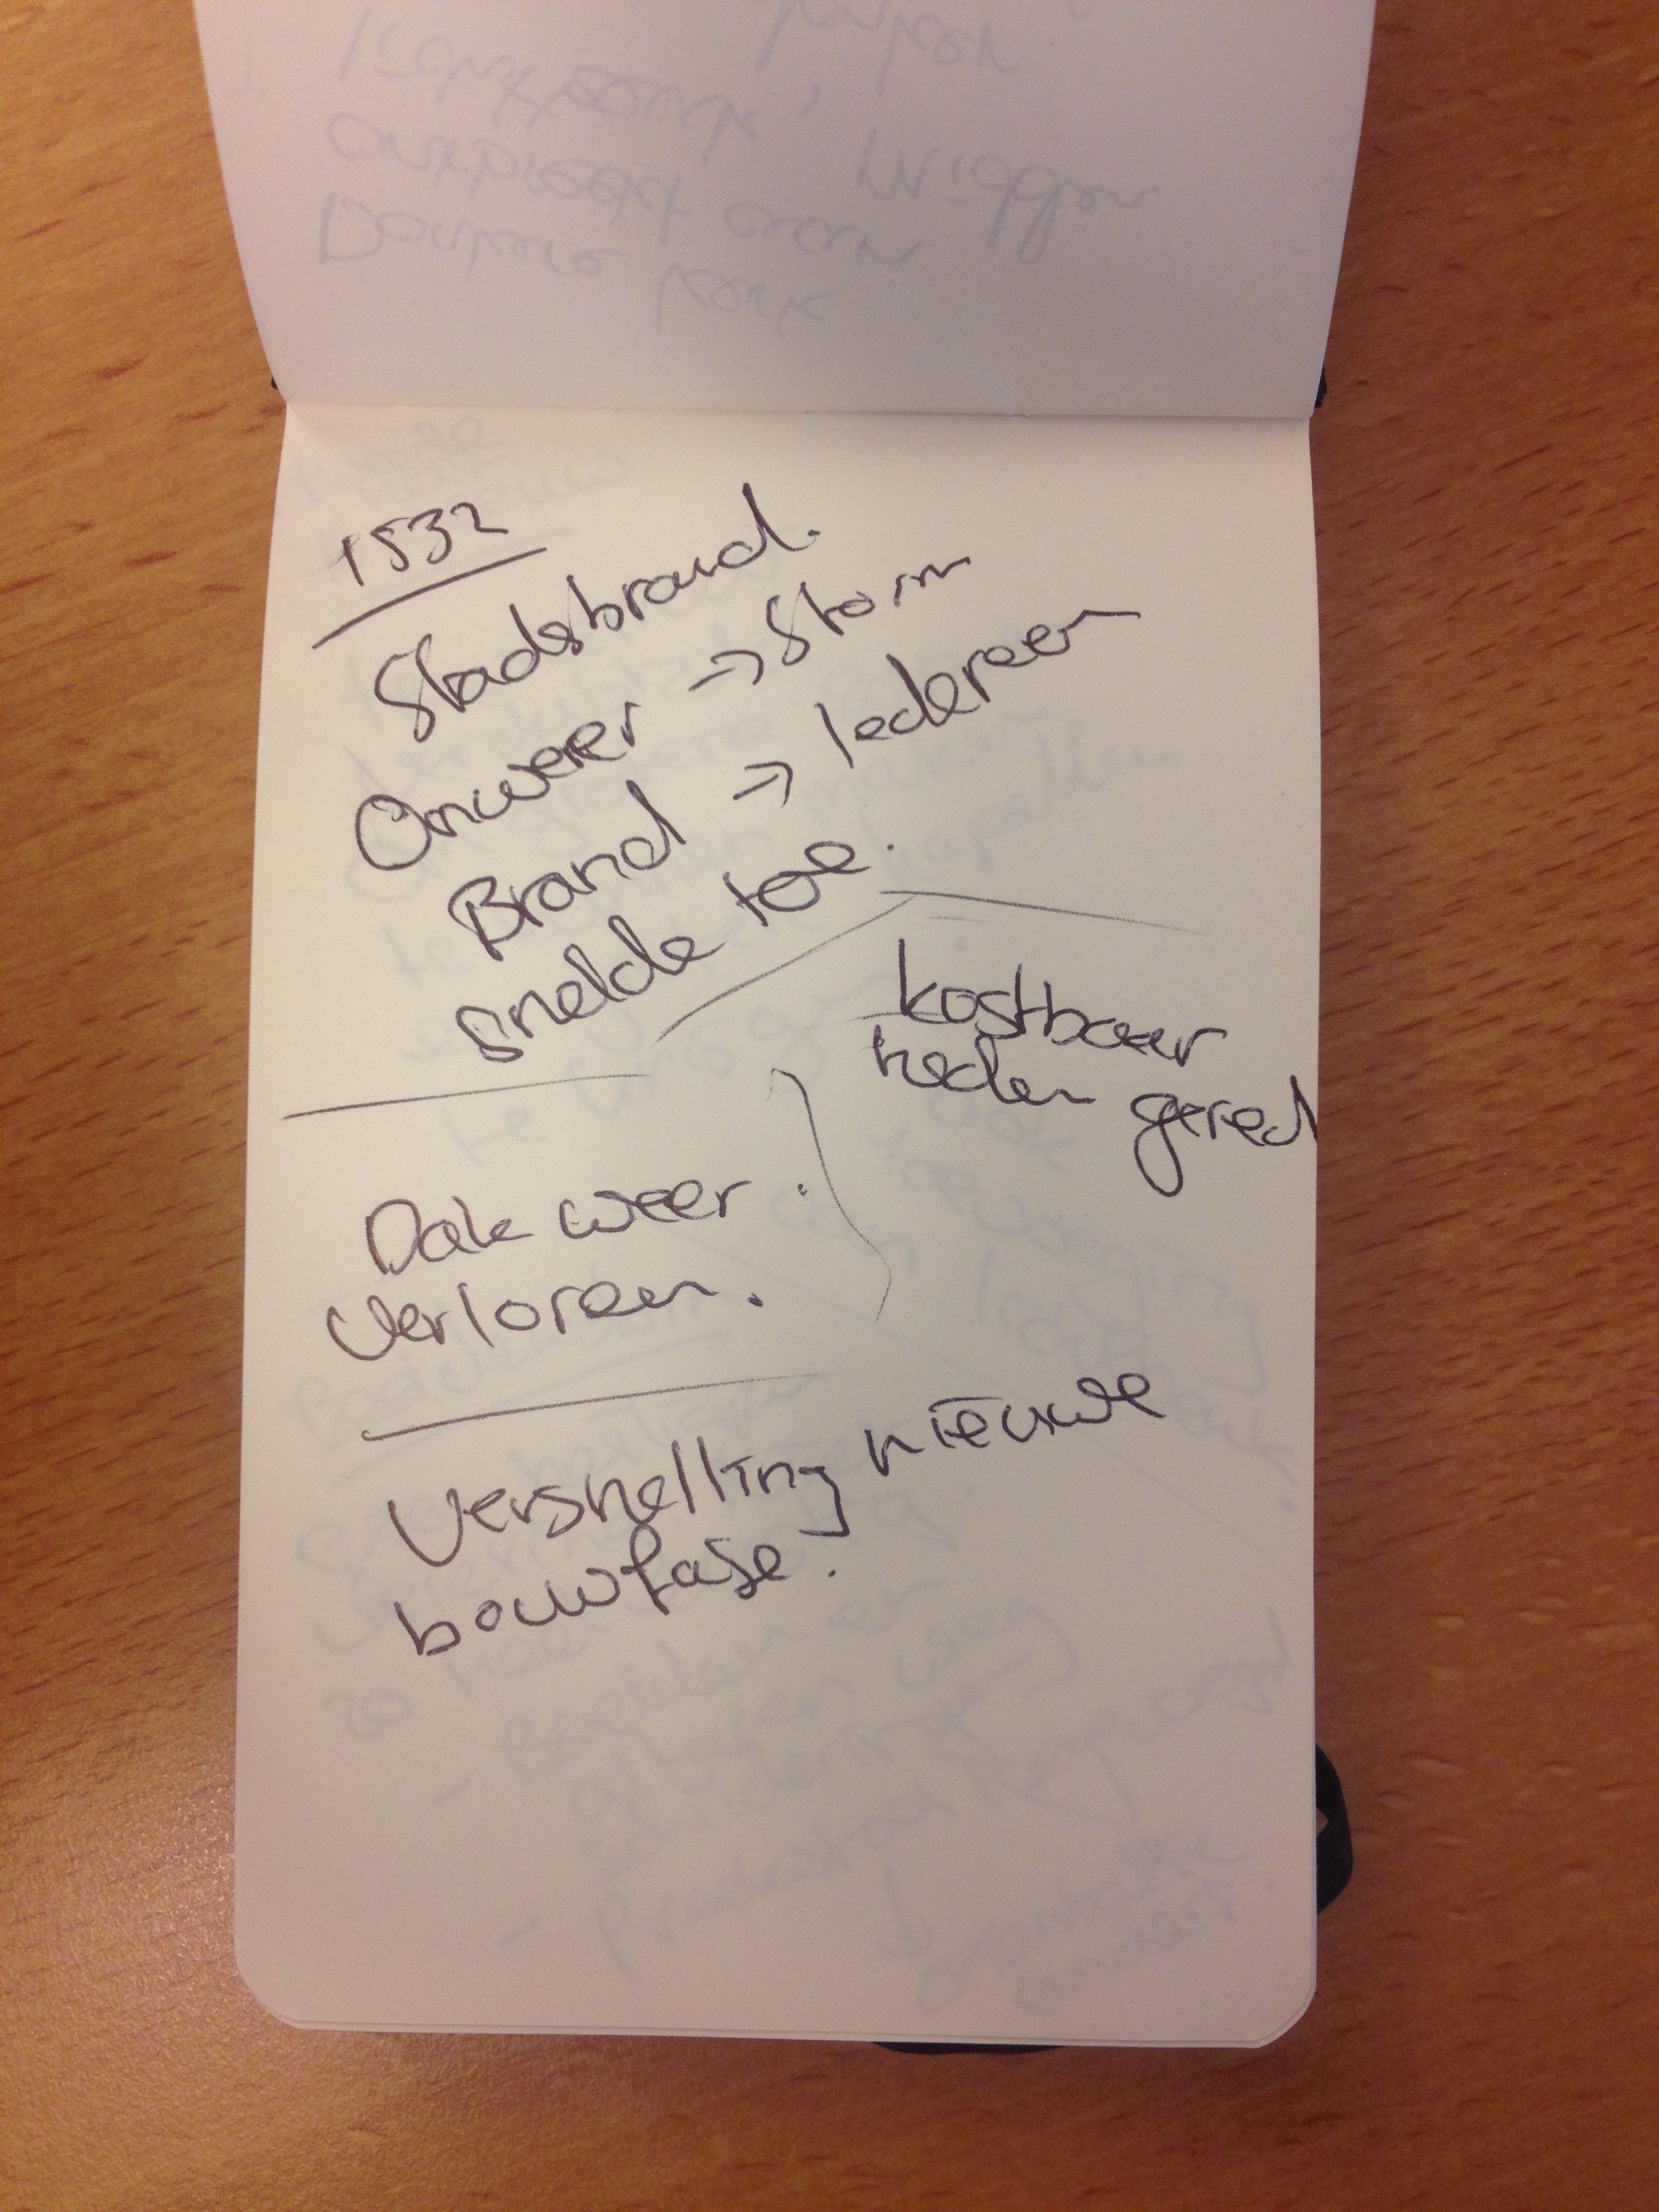 1532
Stadsbrand.
Onweer → Storm
Brand → Iedereen
snelde toe.
kostbaar
heden gered
Dak weer.
verloren.
Versnelling nieuwe
bouwfase.